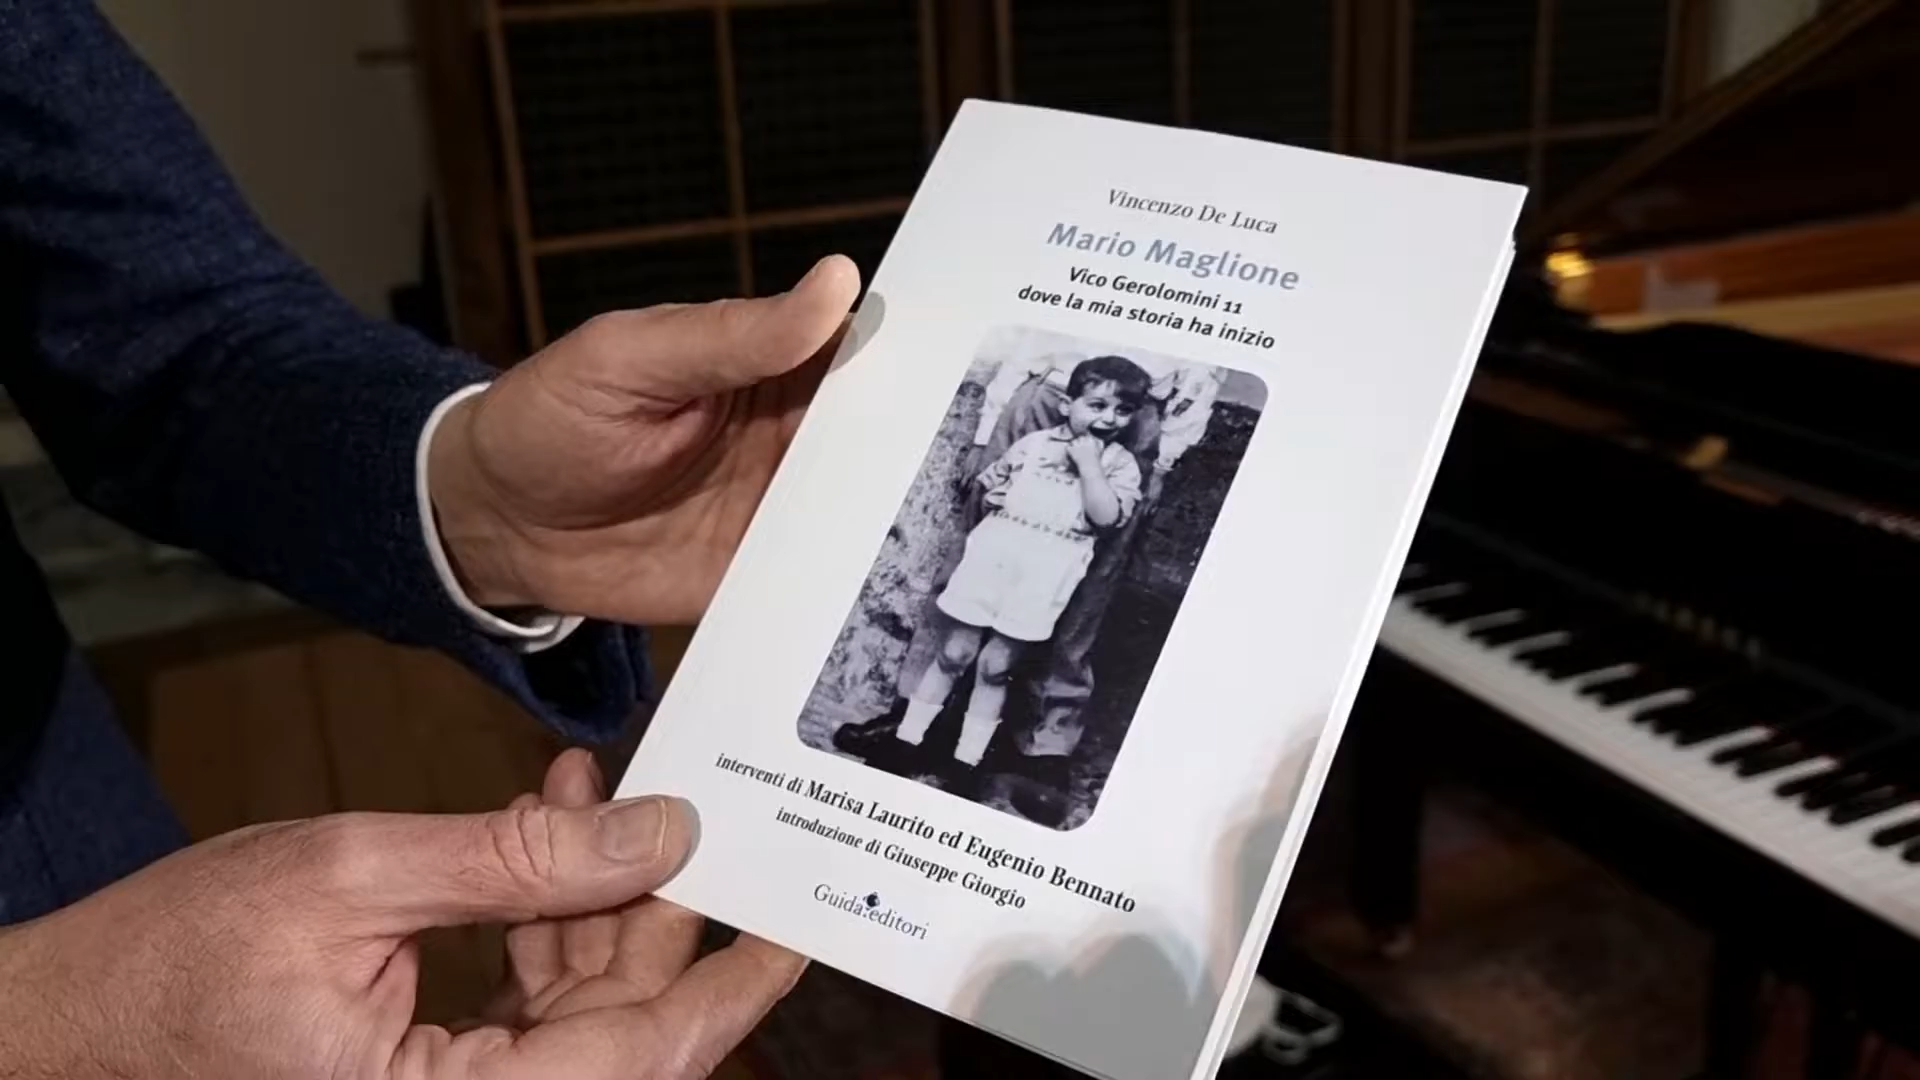 Vincenzo De Luca
Mario Maglione
Vico Gerolomini 11
dove la mia storia ha inizio
interventi di Marisa Laurito ed Eugenio Bennato
introduzione di Giuseppe Giorgio
Guida editori